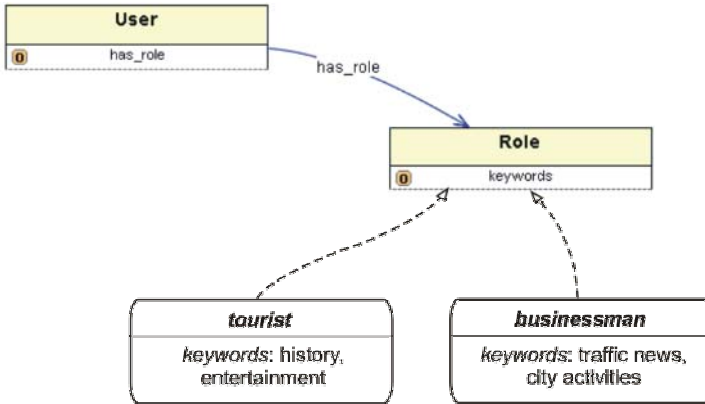 User
O has_role
has_role
Role
O keywords
tourist
keywords: history,
entertainment
businessman
keywords: traffic news,
city activities